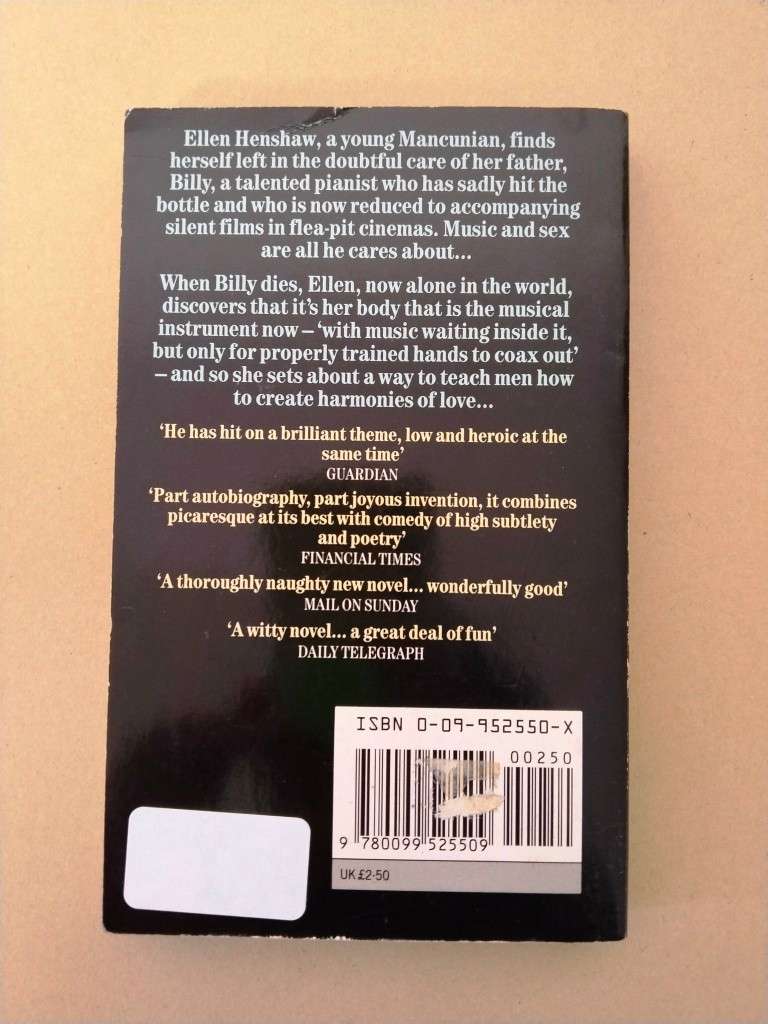 Ellen Henshaw, a young Mancunian, finds
herself left in the doubtful care of her father,
Billy, a talented pianist who has sadly hit the
bottle and who is now reduced to accompanying
silent films in flea-pit cinemas. Music and sex
are all he cares about...
When Billy dies, Ellen, now alone in the world,
discovers that it's her body that is the musical
instrument now – ‘with music waiting inside it,
but only for properly trained hands to coax out’
– and so she sets about a way to teach men how
to create harmonies of love...
‘He has hit on a brilliant theme, low and heroic at the
same time’
GUARDIAN
‘Part autobiography, part joyous invention, it combines
picaresque at its best with comedy of high subtlety
and poetry’
FINANCIAL TIMES
‘A thoroughly naughty new novel... wonderfully good’
MAIL ON SUNDAY
‘A witty novel... a great deal of fun’
DAILY TELEGRAPH
ISBN 0-09-952550-X
00250
9 780099 525509
UK £2·50